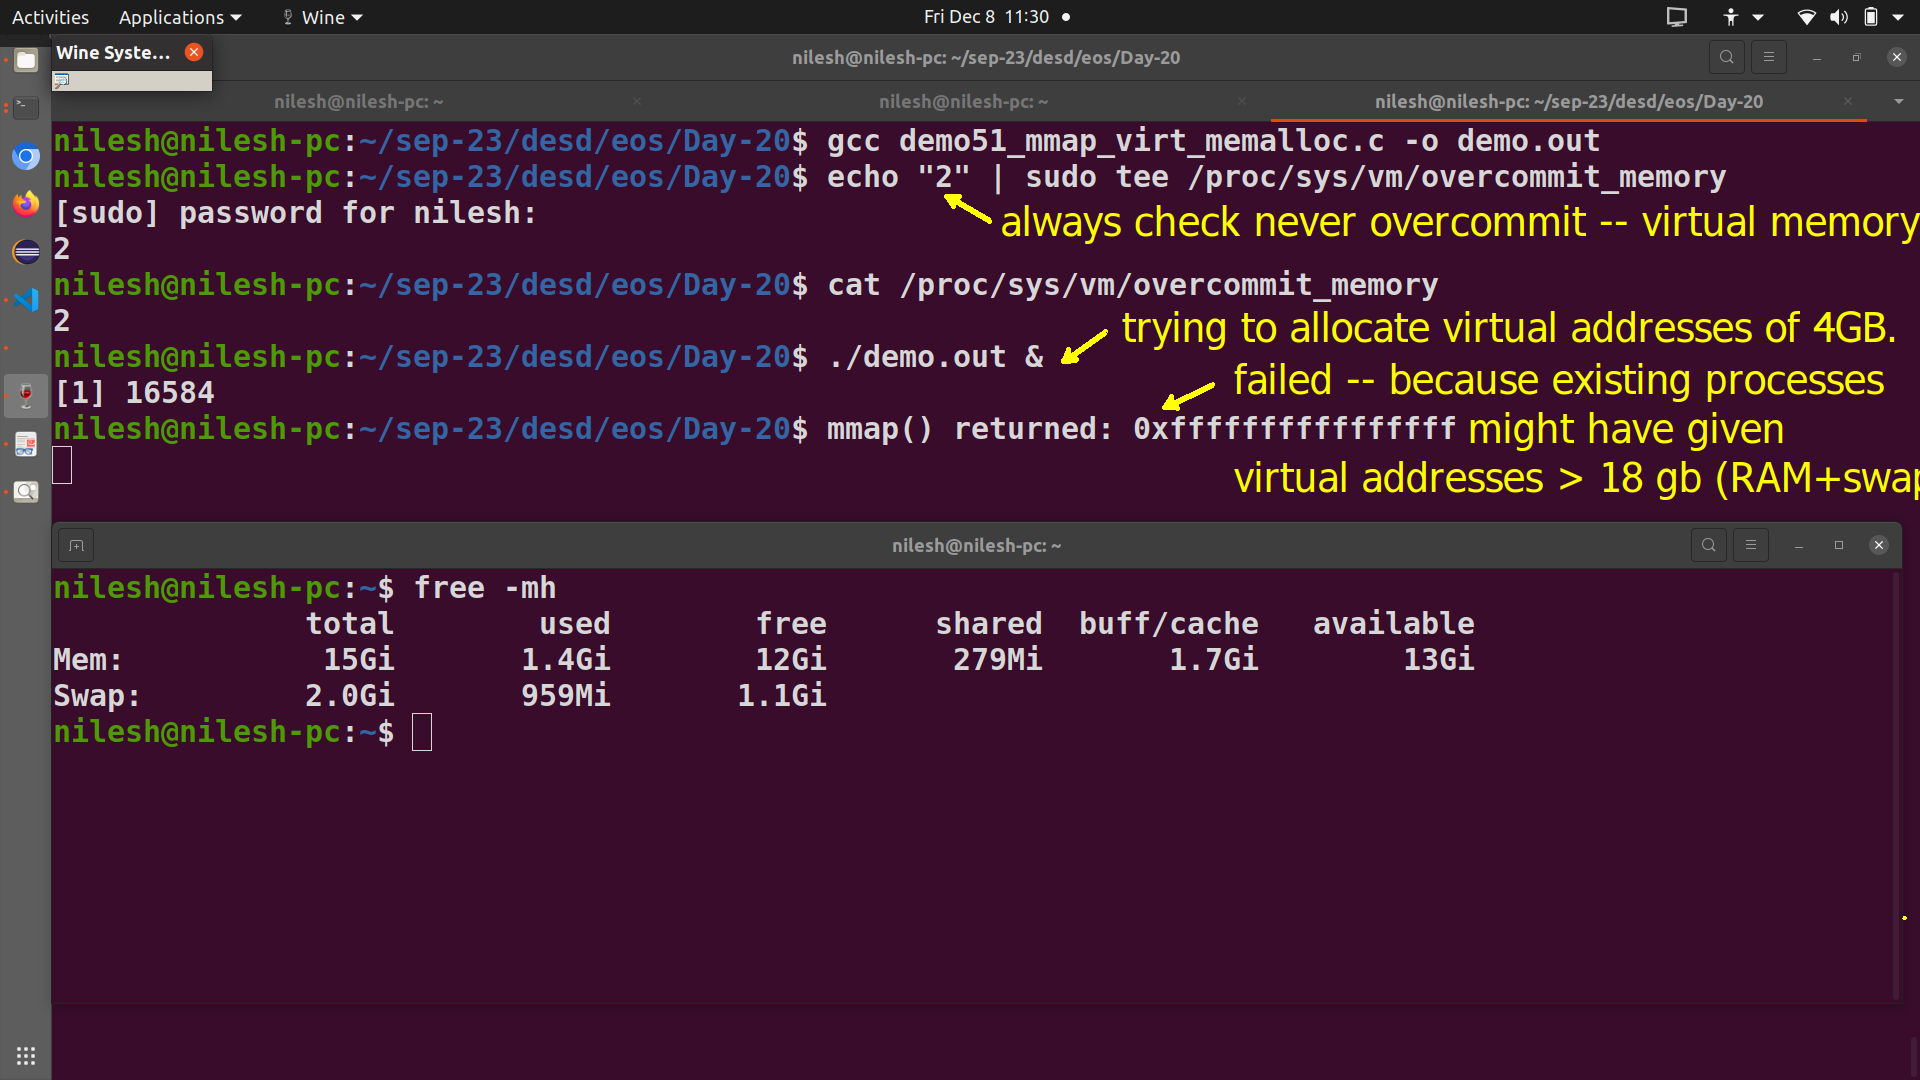 Activities Applications Wine Fri Dec 8 11:30
Wine Syste...
nilesh@nilesh-pc: ~/sep-23/desd/eos/Day-20
nilesh@nilesh-pc: ~ nilesh@nilesh-pc: ~ nilesh@nilesh-pc: ~/sep-23/desd/eos/Day-20
nilesh@nilesh-pc:~/sep-23/desd/eos/Day-20$ gcc demo51_mmap_virt_memalloc.c -o demo.out
nilesh@nilesh-pc:~/sep-23/desd/eos/Day-20$ echo "2" | sudo tee /proc/sys/vm/overcommit_memory
[sudo] password for nilesh:
always check never overcommit -- virtual memory
2
nilesh@nilesh-pc:~/sep-23/desd/eos/Day-20$ cat /proc/sys/vm/overcommit_memory
2
trying to allocate virtual addresses of 4GB.
nilesh@nilesh-pc:~/sep-23/desd/eos/Day-20$ ./demo.out &
failed -- because existing processes
[1] 16584
nilesh@nilesh-pc:~/sep-23/desd/eos/Day-20$ mmap() returned: 0xffffffffffffffff
might have given
virtual addresses > 18 gb (RAM+swap
nilesh@nilesh-pc: ~
nilesh@nilesh-pc:~$ free -mh
total used free shared buff/cache available
Mem: 15Gi 1.4Gi 12Gi 279Mi 1.7Gi 13Gi
Swap: 2.0Gi 959Mi 1.1Gi
nilesh@nilesh-pc:~$